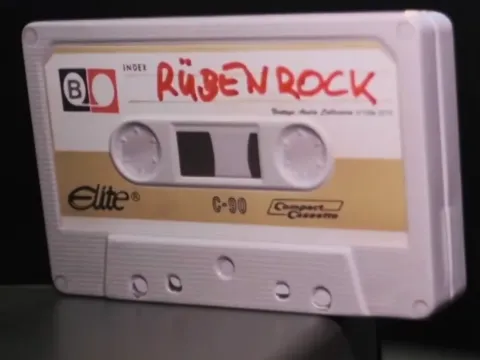 INDEX RÜBENROCK
B
Vintage Audio Collection
Elite®
C-90
Compact
Cassette